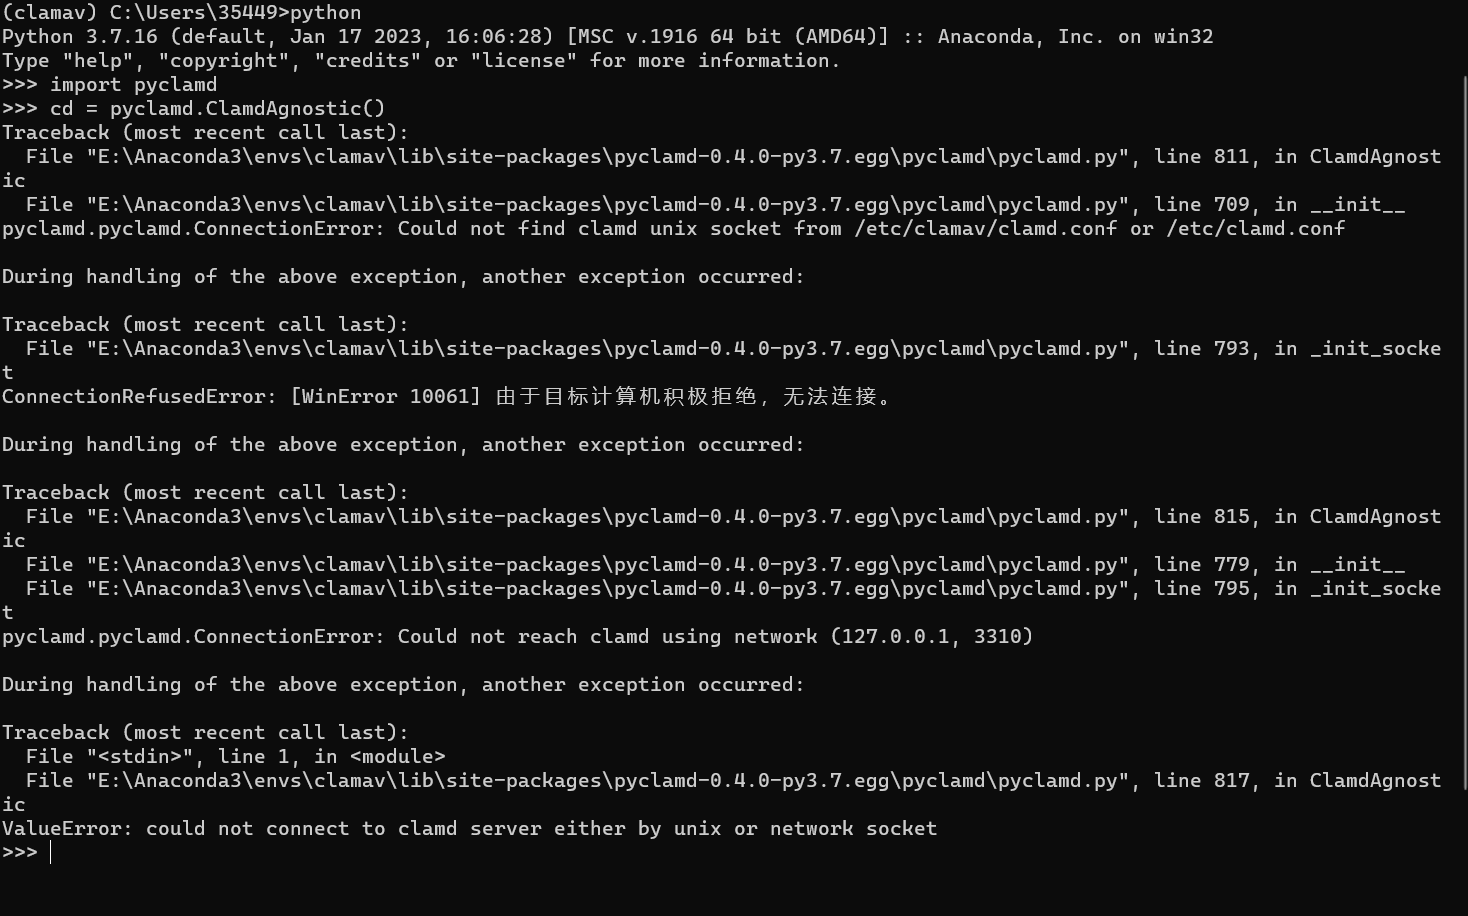 (clamav) C:\Users\35449>python
Python 3.7.16 (default, Jan 17 2023, 16:06:28) [MSC v.1916 64 bit (AMD64)] :: Anaconda, Inc. on win32
Type "help", "copyright", "credits" or "license" for more information.
>>> import pyclamd
>>> cd = pyclamd.ClamdAgnostic()
Traceback (most recent call last):
  File "E:\Anaconda3\envs\clamav\lib\site-packages\pyclamd-0.4.0-py3.7.egg\pyclamd\pyclamd.py", line 811, in ClamdAgnost
ic
  File "E:\Anaconda3\envs\clamav\lib\site-packages\pyclamd-0.4.0-py3.7.egg\pyclamd\pyclamd.py", line 709, in __init__
pyclamd.pyclamd.ConnectionError: Could not find clamd unix socket from /etc/clamav/clamd.conf or /etc/clamd.conf

During handling of the above exception, another exception occurred:

Traceback (most recent call last):
  File "E:\Anaconda3\envs\clamav\lib\site-packages\pyclamd-0.4.0-py3.7.egg\pyclamd\pyclamd.py", line 793, in _init_socke
t
ConnectionRefusedError: [WinError 10061] 由于目标计算机积极拒绝，无法连接。

During handling of the above exception, another exception occurred:

Traceback (most recent call last):
  File "E:\Anaconda3\envs\clamav\lib\site-packages\pyclamd-0.4.0-py3.7.egg\pyclamd\pyclamd.py", line 815, in ClamdAgnost
ic
  File "E:\Anaconda3\envs\clamav\lib\site-packages\pyclamd-0.4.0-py3.7.egg\pyclamd\pyclamd.py", line 779, in __init__
  File "E:\Anaconda3\envs\clamav\lib\site-packages\pyclamd-0.4.0-py3.7.egg\pyclamd\pyclamd.py", line 795, in _init_socke
t
pyclamd.pyclamd.ConnectionError: Could not reach clamd using network (127.0.0.1, 3310)

During handling of the above exception, another exception occurred:

Traceback (most recent call last):
  File "<stdin>", line 1, in <module>
  File "E:\Anaconda3\envs\clamav\lib\site-packages\pyclamd-0.4.0-py3.7.egg\pyclamd\pyclamd.py", line 817, in ClamdAgnost
ic
ValueError: could not connect to clamd server either by unix or network socket
>>>